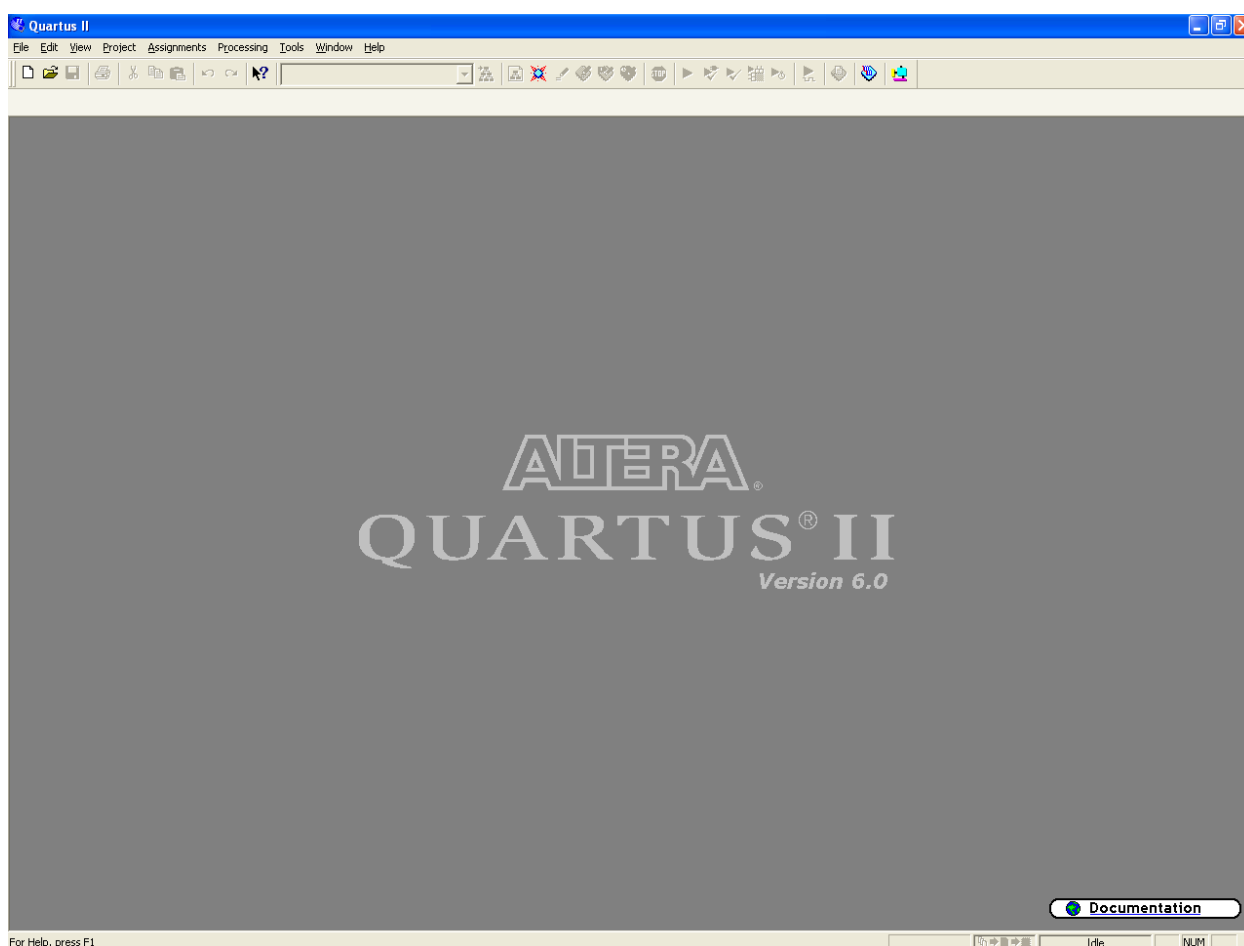 Quartus II
File Edit View Project Assignments Processing Tools Window Help
STOP
ALTERA®
QUARTUS® II
Version 6.0
Documentation
For Help, press F1 Idle NUM